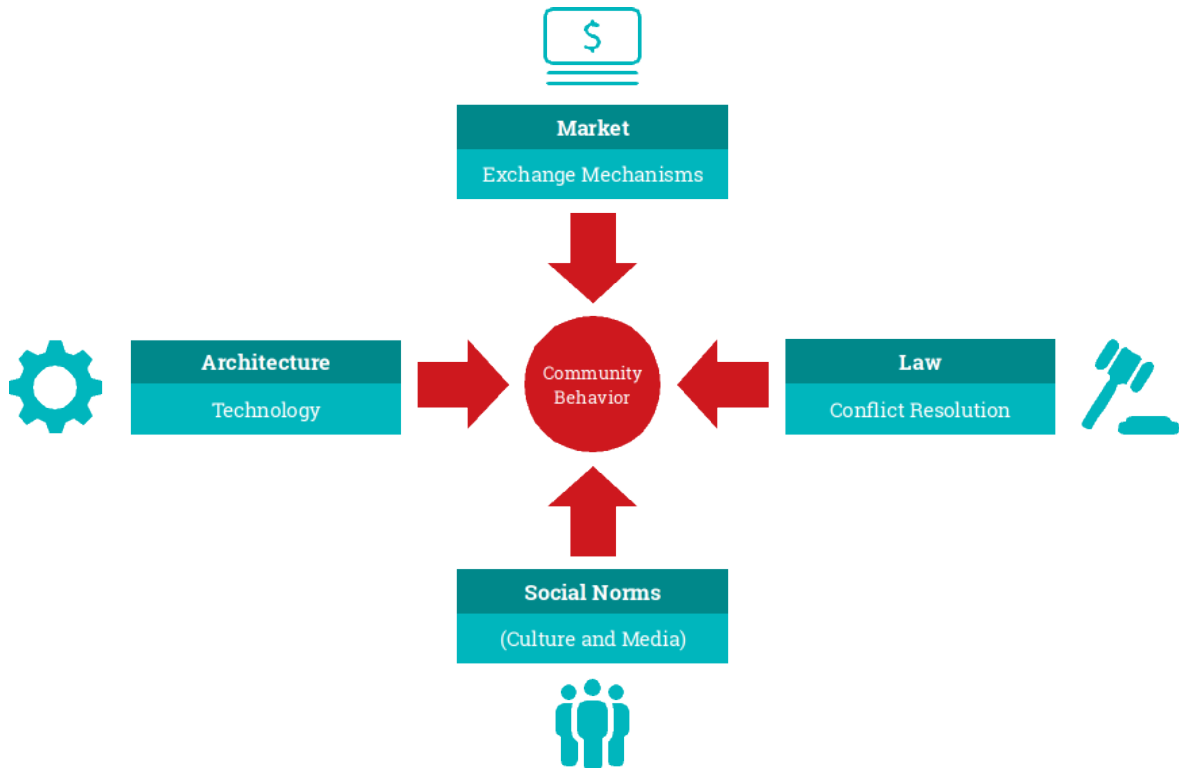 $
Market
Exchange Mechanisms
Architecture
Technology
Community
Behavior
Law
Conflict Resolution
Social Norms
(Culture and Media)